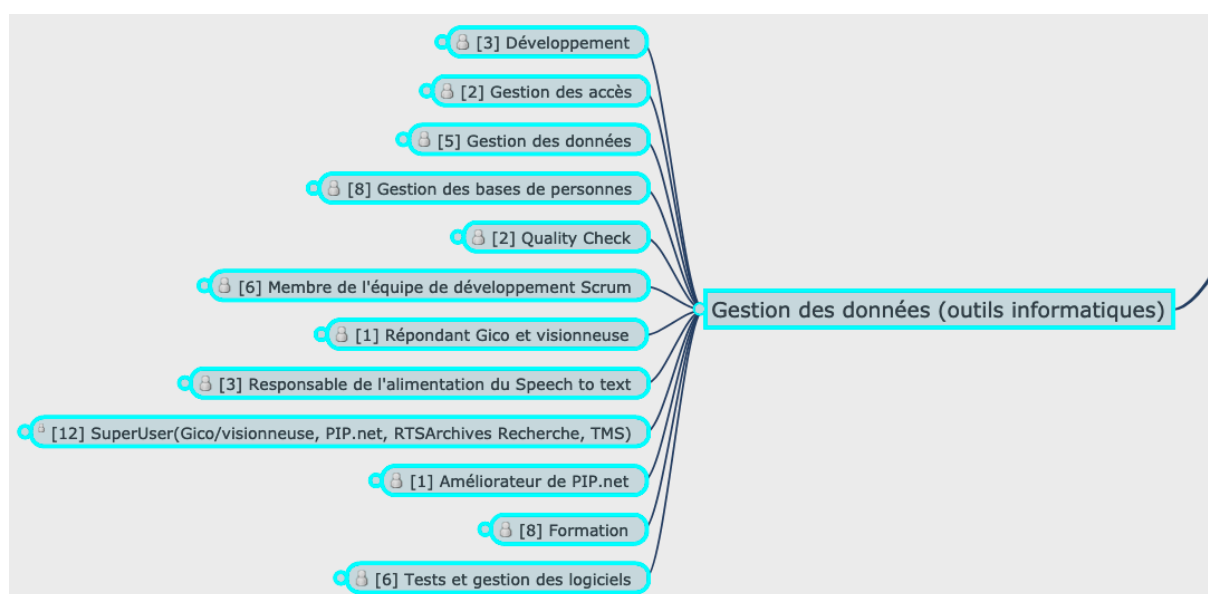 [3] Développement
[2] Gestion des accès
[5] Gestion des données
[8] Gestion des bases de personnes
[2] Quality Check
[6] Membre de l'équipe de développement Scrum
[1] Répondant Gico et visionneuse
[3] Responsable de l'alimentation du Speech to text
[12] SuperUser(Gico/visionneuse, PIP.net, RTSArchives Recherche, TMS)
[1] Améliorateur de PIP.net
[8] Formation
[6] Tests et gestion des logiciels
Gestion des données (outils informatiques)